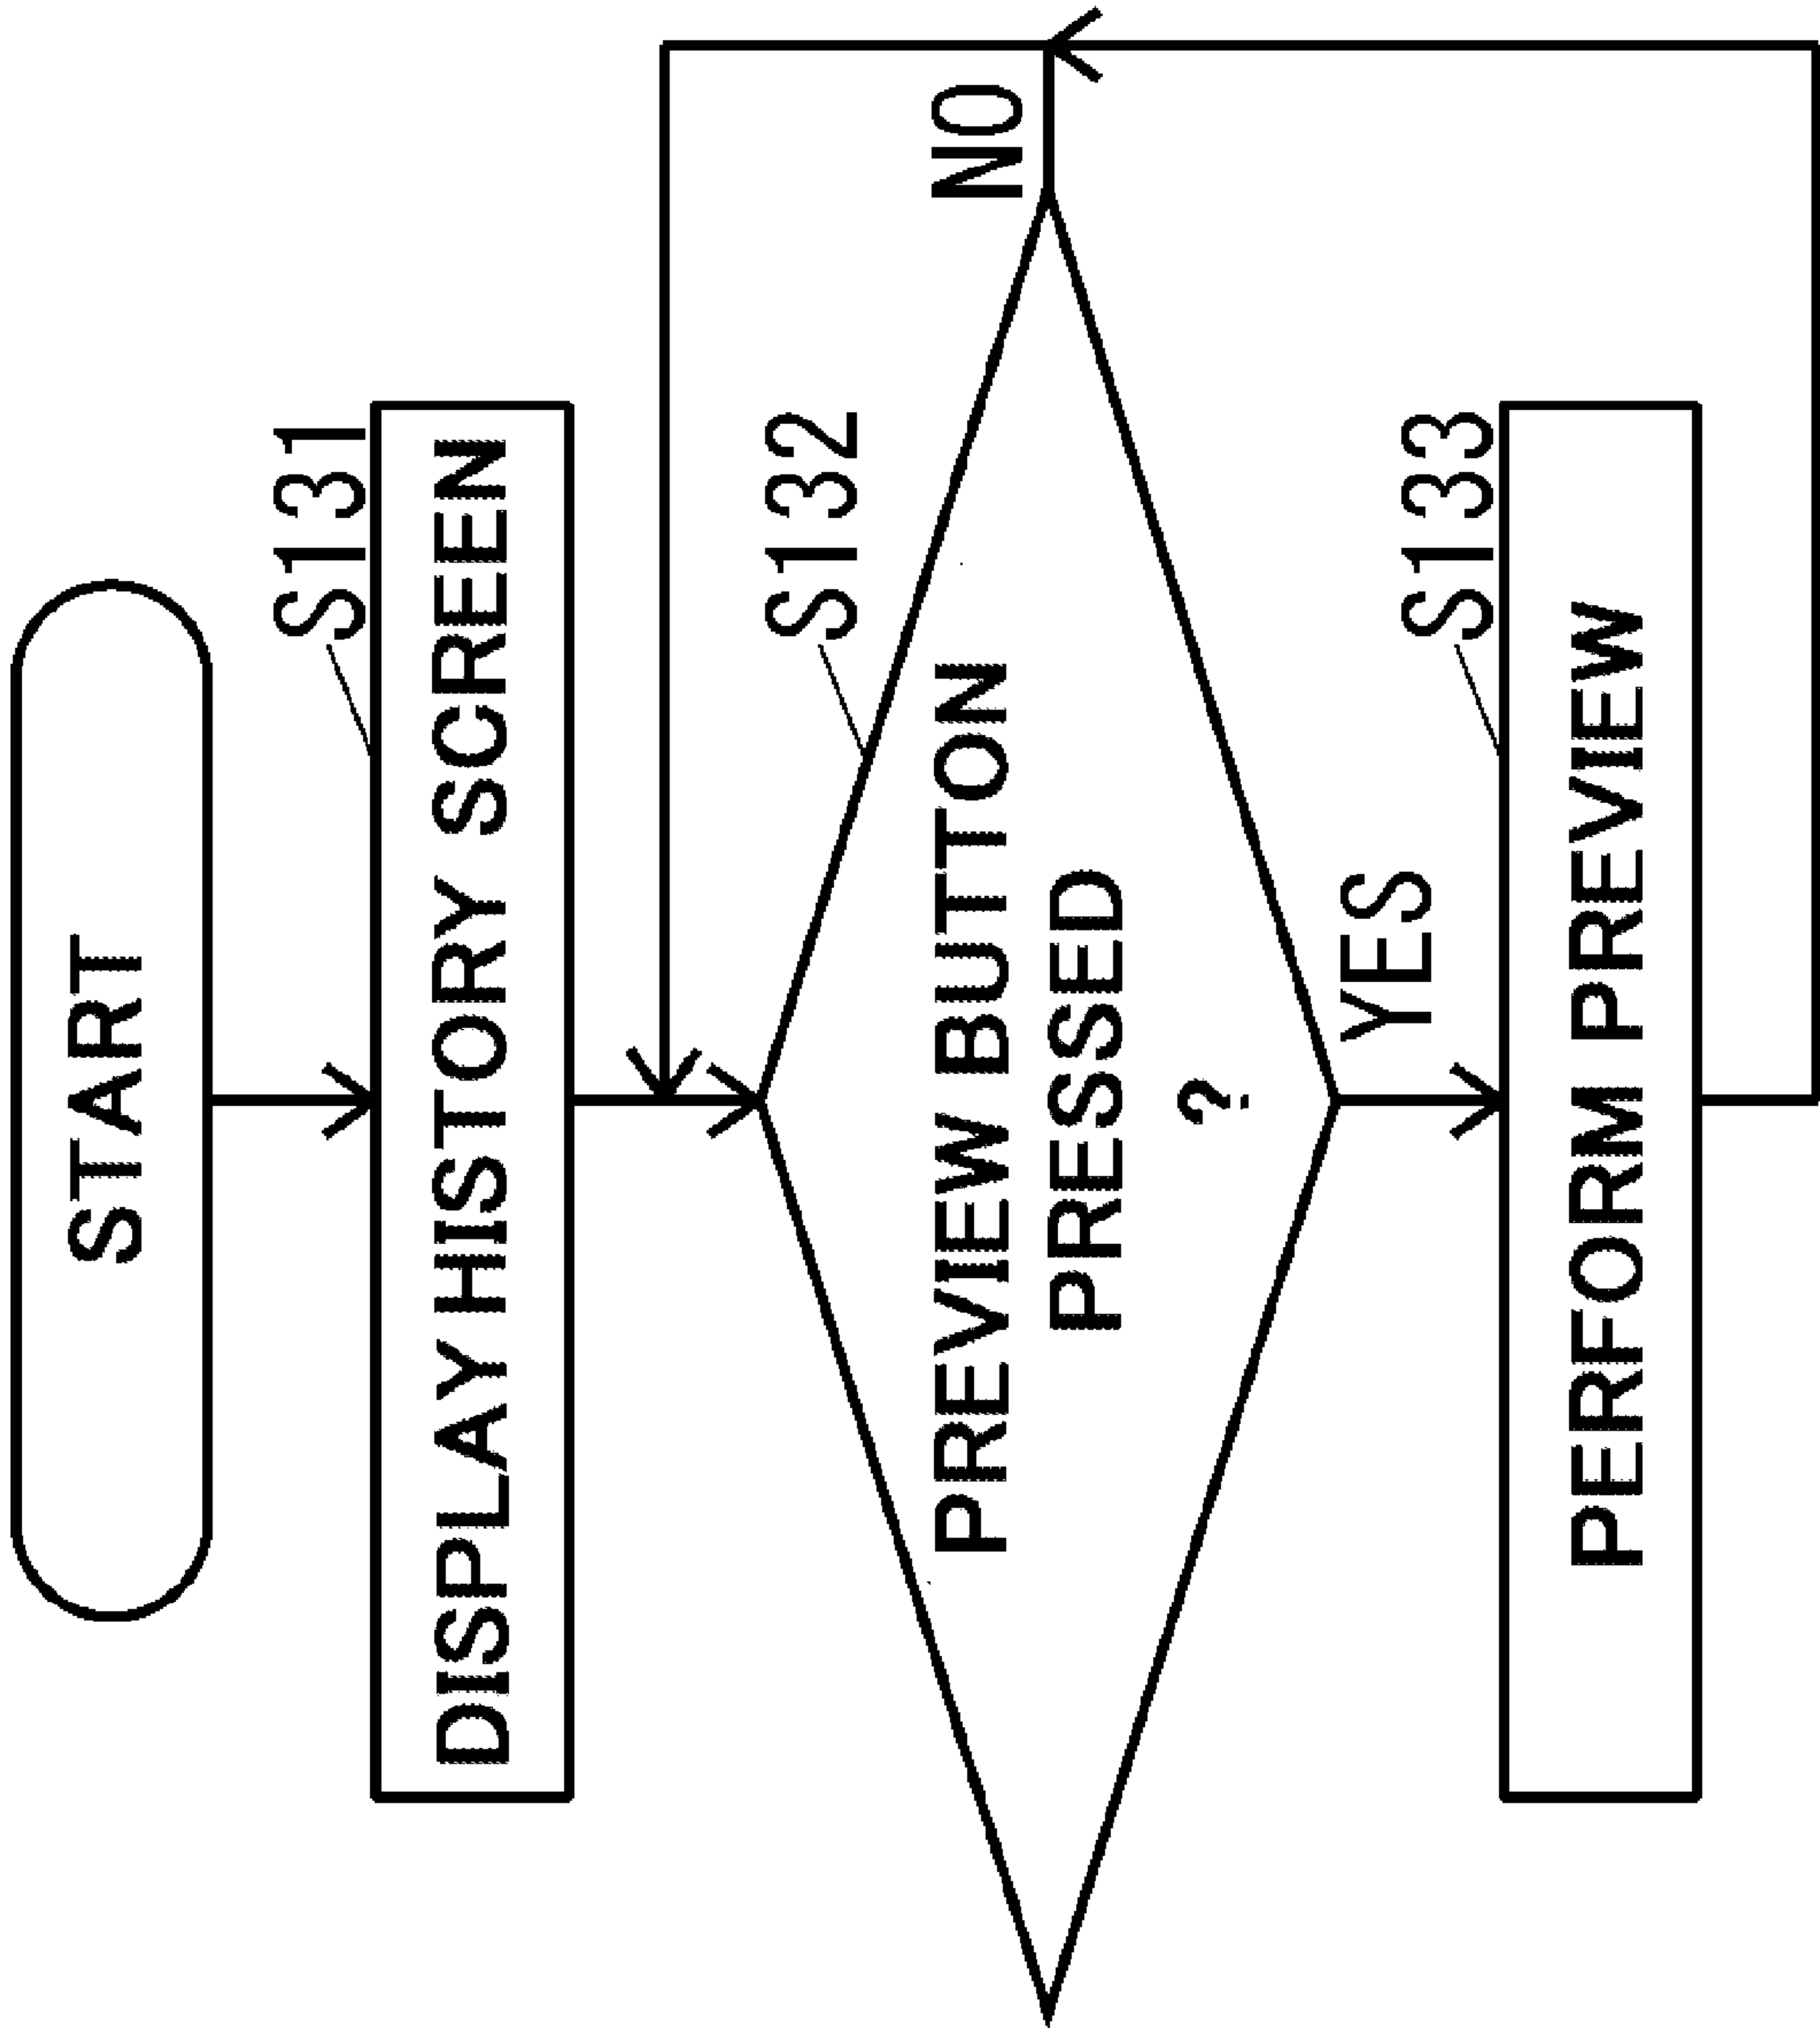 START
S131
DISPLAY HISTORY SCREEN
S132
PREVIEW BUTTON
PRESSED
?
NO
YES
S133
PERFORM PREVIEW